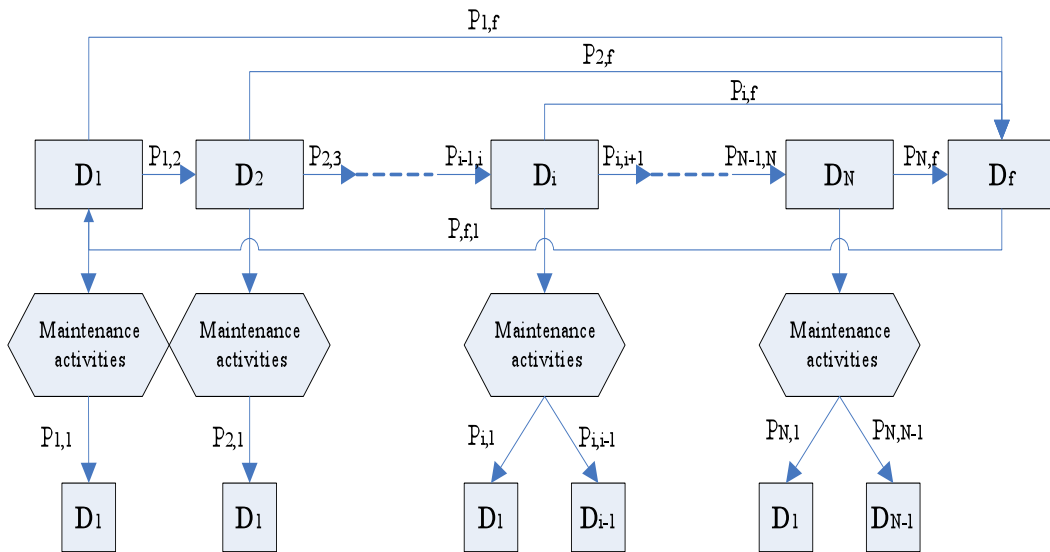 P1,f
P2,f
Pi,f
D1
P1,2
D2
P2,3
Pi-1,i
Di
Pi,i+1
PN-1,N
DN
PN,f
Df
P,f,1
Maintenance
activities
Maintenance
activities
Maintenance
activities
Maintenance
activities
P1,1
P2,1
Pi,1
Pi,i-1
PN,1
PN,N-1
D1
D1
D1
Di-1
D1
DN-1